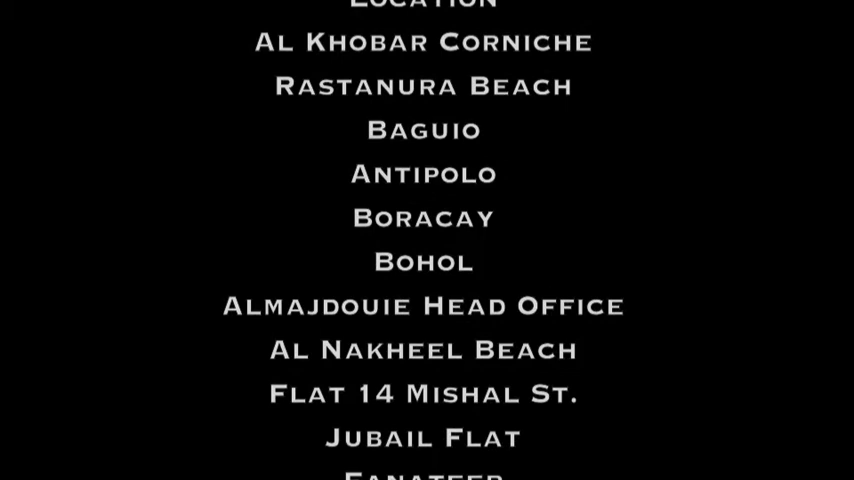 LOCATION
AL KHOBAR CORNICHE
RASTANURA BEACH
BAGUIO
ANTIPOLO
BORACAY
BOHOL
ALMAJDOUIE HEAD OFFICE
AL NAKHEEL BEACH
FLAT 14 MISHAL ST.
JUBAIL FLAT
FANATEER